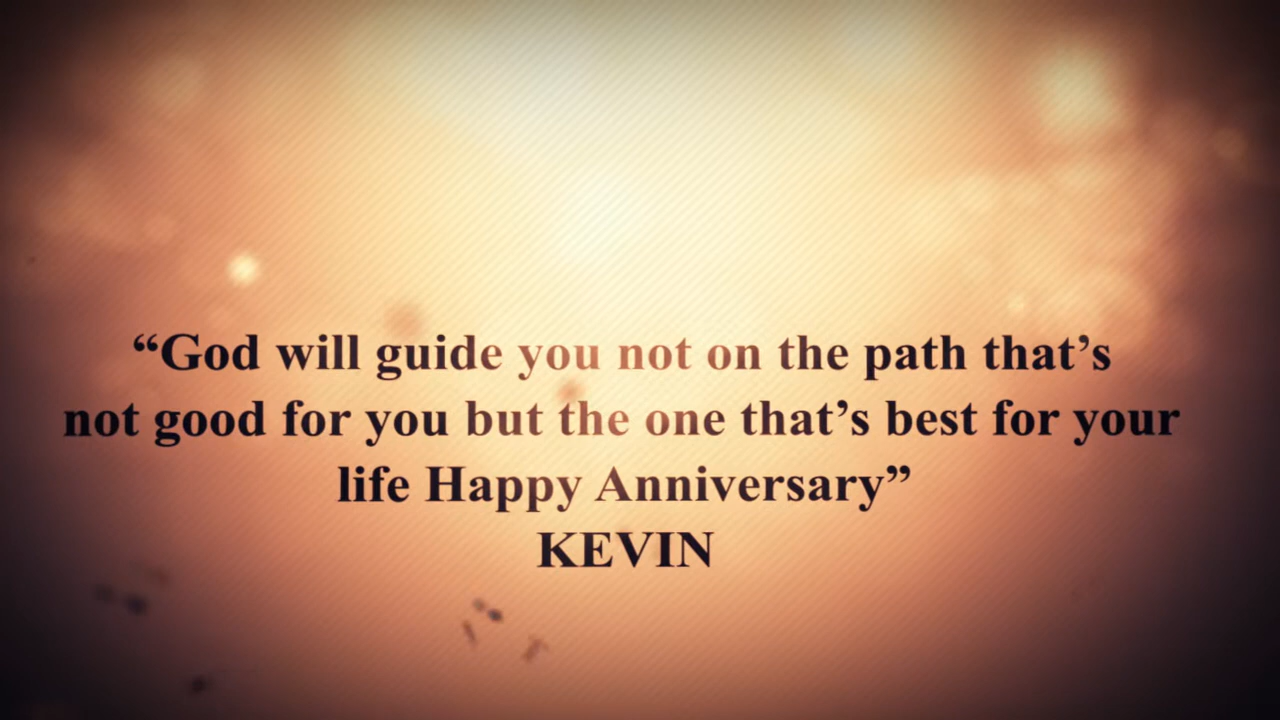 “God will guide you not on the path that’s
not good for you but the one that’s best for your
life Happy Anniversary”
KEVIN